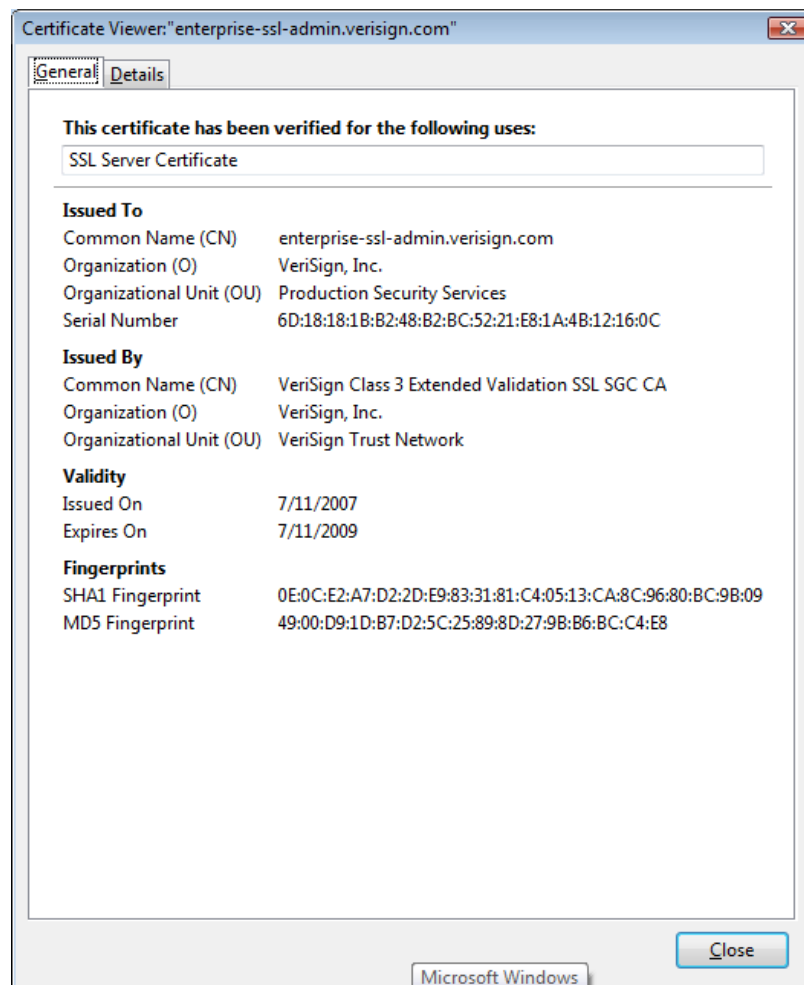 Certificate Viewer:"enterprise-ssl-admin.verisign.com"
General Details
This certificate has been verified for the following uses:
SSL Server Certificate
Issued To
Common Name (CN) enterprise-ssl-admin.verisign.com
Organization (O) VeriSign, Inc.
Organizational Unit (OU) Production Security Services
Serial Number 6D:18:18:1B:B2:48:B2:BC:52:21:E8:1A:4B:12:16:0C
Issued By
Common Name (CN) VeriSign Class 3 Extended Validation SSL SGC CA
Organization (O) VeriSign, Inc.
Organizational Unit (OU) VeriSign Trust Network
Validity
Issued On 7/11/2007
Expires On 7/11/2009
Fingerprints
SHA1 Fingerprint 0E:0C:E2:A7:D2:2D:E9:83:31:81:C4:05:13:CA:8C:96:80:BC:9B:09
MD5 Fingerprint 49:00:D9:1D:B7:D2:5C:25:89:8D:27:9B:B6:BC:C4:E8
Close
Microsoft Windows